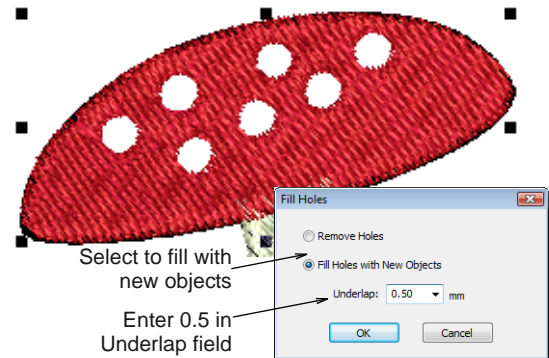 Fill Holes
Remove Holes
Select to fill with
new objects
Fill Holes with New Objects
Underlap: 0.50 mm
Enter 0.5 in
Underlap field
OK Cancel